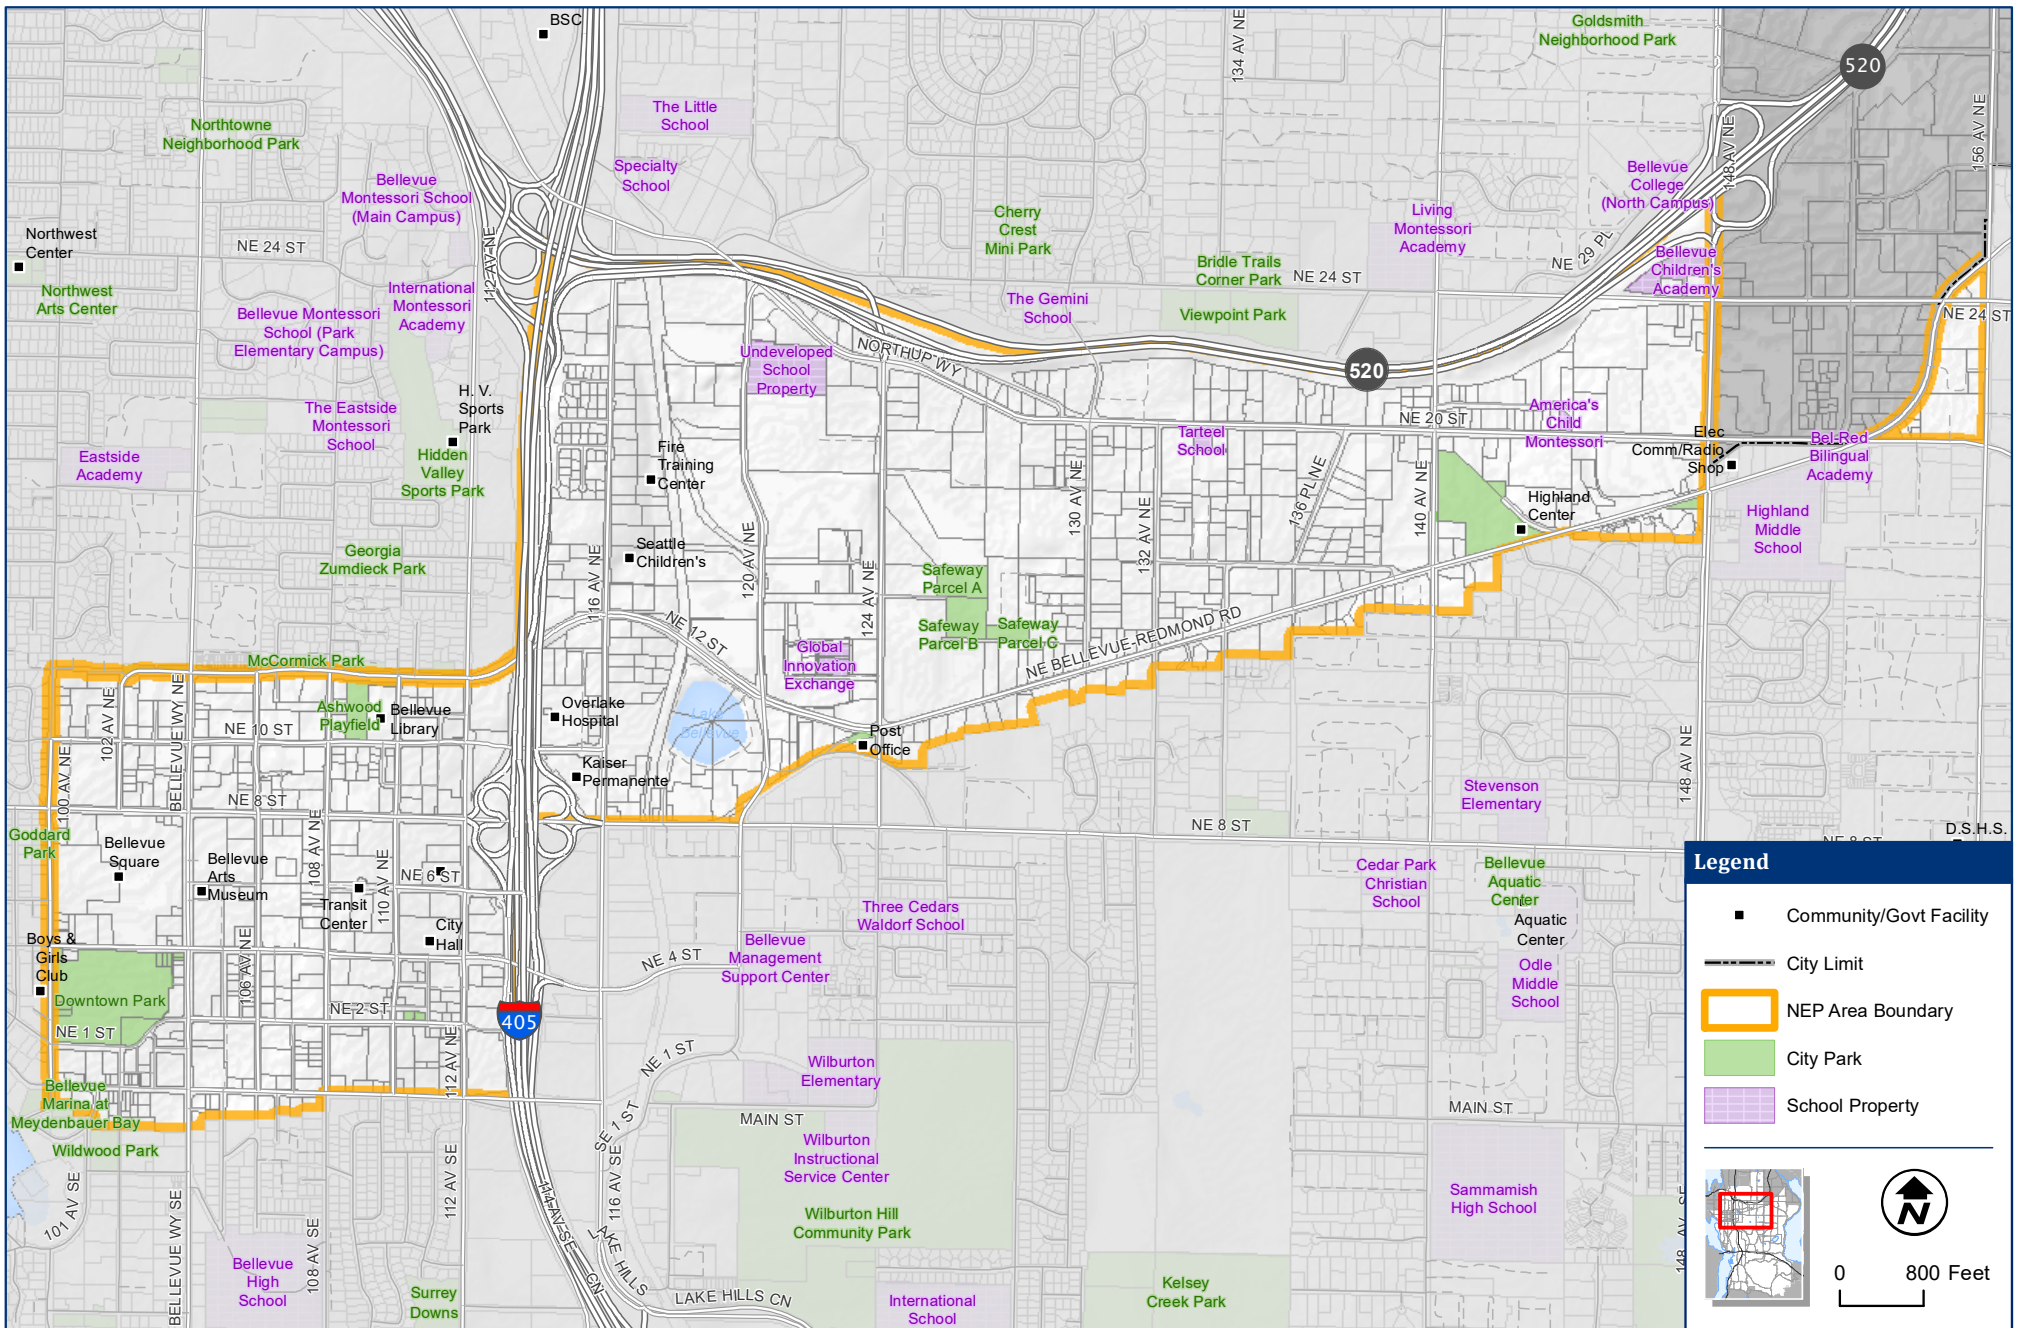 BSC
134 AV NE
Goldsmith
Neighborhood Park
520
The Little
School
Northtowne
Neighborhood Park
156 AV NE
148 AV NE
Specialty
School
Bellevue
Montessori School
(Main Campus)
Bellevue
College
(North Campus)
Cherry
Crest
Mini Park
Living
Montessori
Academy
Northwest
Center
NE 24 ST
112 AV NE
NE 29 PL
Bridle Trails
Corner Park
NE 24 ST
Bellevue
Children's
Academy
Northwest
Arts Center
International
Montessori
Academy
The Gemini
School
Viewpoint Park
NE 24 ST
Bellevue Montessori
School (Park
Elementary Campus)
NORTHUP WY
Undeveloped
School
Property
520
H. V.
Sports
Park
The Eastside
Montessori
School
NE 20 ST
America's
Child
Montessori
Tarteel
School
Elec
Comm/Radio
Shop
Bel-Red
Bilingual
Academy
Fire
Training
Center
Eastside
Academy
Hidden
Valley
Sports Park
130 AV NE
132 AV NE
136 PL NE
140 AV NE
Highland
Center
Highland
Middle
School
120 AV NE
Seattle
Children's
116 AV NE
Georgia
Zumdieck Park
124 AV NE
Safeway
Parcel A
Safeway
Parcel B
Safeway
Parcel C
NE 12 ST
NE BELLEVUE-REDMOND RD
Global
Innovation
Exchange
McCormick Park
102 AV NE
BELLEVUE WY NE
Ashwood
Playfield
Bellevue
Library
NE 10 ST
Overlake
Hospital
Lake
Bellevue
Post
Office
148 AV NE
100 AV NE
Kaiser
Permanente
NE 8 ST
Stevenson
Elementary
NE 8 ST
NE 8 ST
D.S.H.S.
Goddard
Park
Bellevue
Square
Bellevue
Arts
Museum
108 AV NE
110 AV NE
NE 6 ST
Transit
Center
City
Hall
Cedar Park
Christian
School
Bellevue
Aquatic
Center
Aquatic
Center
Three Cedars
Waldorf School
Boys &
Girls
Club
106 AV NE
NE 4 ST
Bellevue
Management
Support Center
Odle
Middle
School
Downtown Park
NE 2 ST
405
NE 1 ST
112 AV NE
NE 1 ST
Wilburton
Elementary
Bellevue
Marina at
Meydenbauer Bay
Wildwood Park
MAIN ST
MAIN ST
SE 1 ST
Wilburton
Instructional
Service Center
101 AV SE
BELLEVUE WY SE
108 AV SE
112 AV SE
114 AV SE
116 AV SE
Sammamish
High School
148 AV SE
Wilburton Hill
Community Park
LAKE HILLS
CN
LAKE HILLS CN
Bellevue
High
School
Surrey
Downs
International
School
Kelsey
Creek Park
Legend
Community/Govt Facility
City Limit
NEP Area Boundary
City Park
School Property
N
0 800 Feet